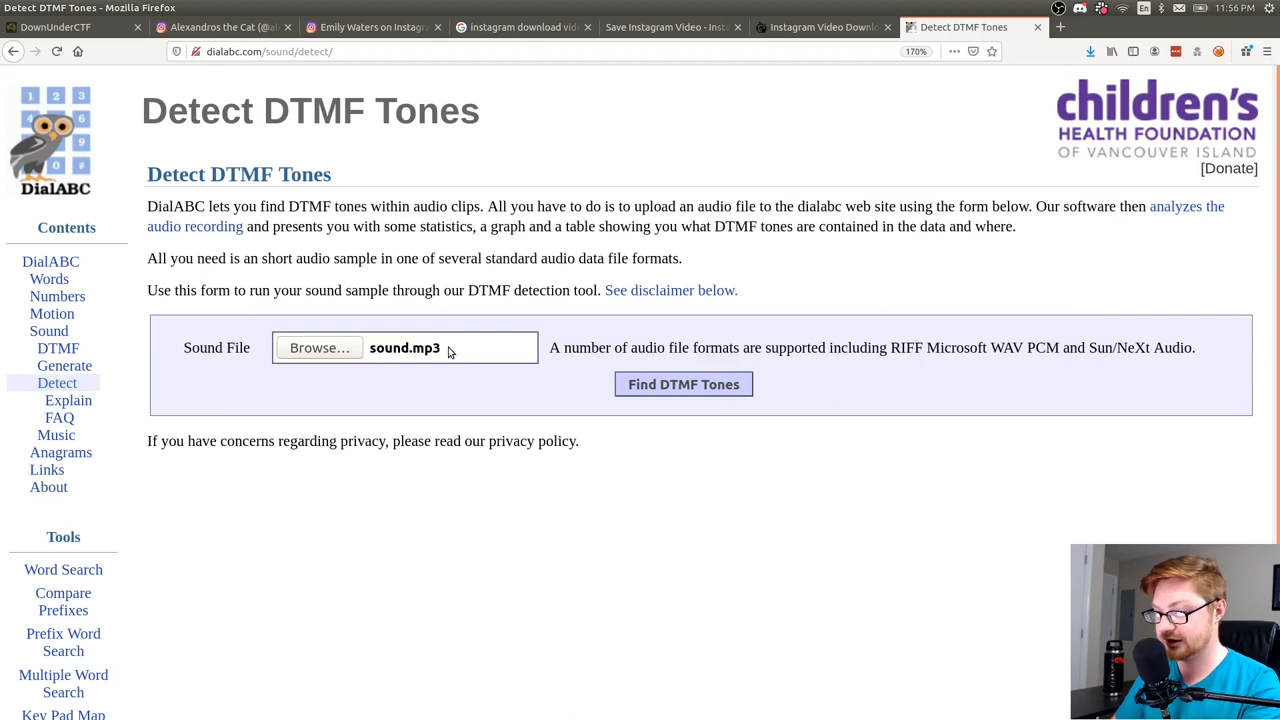 Detect DTMF Tones - Mozilla Firefox
En
11:56 PM
DownUnderCTF
Alexandros the Cat (@al
Emily Waters on Instagra
instagram download vid
Save Instagram Video - Inst
Instagram Video Downlo
Detect DTMF Tones
dialabc.com/sound/detect/
170%
1 2 3
4
6
9
0 #
DialABC
Detect DTMF Tones
children's
HEALTH FOUNDATION
OF VANCOUVER ISLAND
[Donate]
Contents
DialABC
Words
Numbers
Motion
Sound
DTMF
Generate
Detect
Explain
FAQ
Music
Anagrams
Links
About
Tools
Word Search
Compare
Prefixes
Prefix Word
Search
Multiple Word
Search
Key Pad Map
Detect DTMF Tones
DialABC lets you find DTMF tones within audio clips. All you have to do is to upload an audio file to the dialabc web site using the form below. Our software then analyzes the
audio recording and presents you with some statistics, a graph and a table showing you what DTMF tones are contained in the data and where.
All you need is an short audio sample in one of several standard audio data file formats.
Use this form to run your sound sample through our DTMF detection tool. See disclaimer below.
Sound File Browse... sound.mp3 A number of audio file formats are supported including RIFF Microsoft WAV PCM and Sun/NeXt Audio.
Find DTMF Tones
If you have concerns regarding privacy, please read our privacy policy.